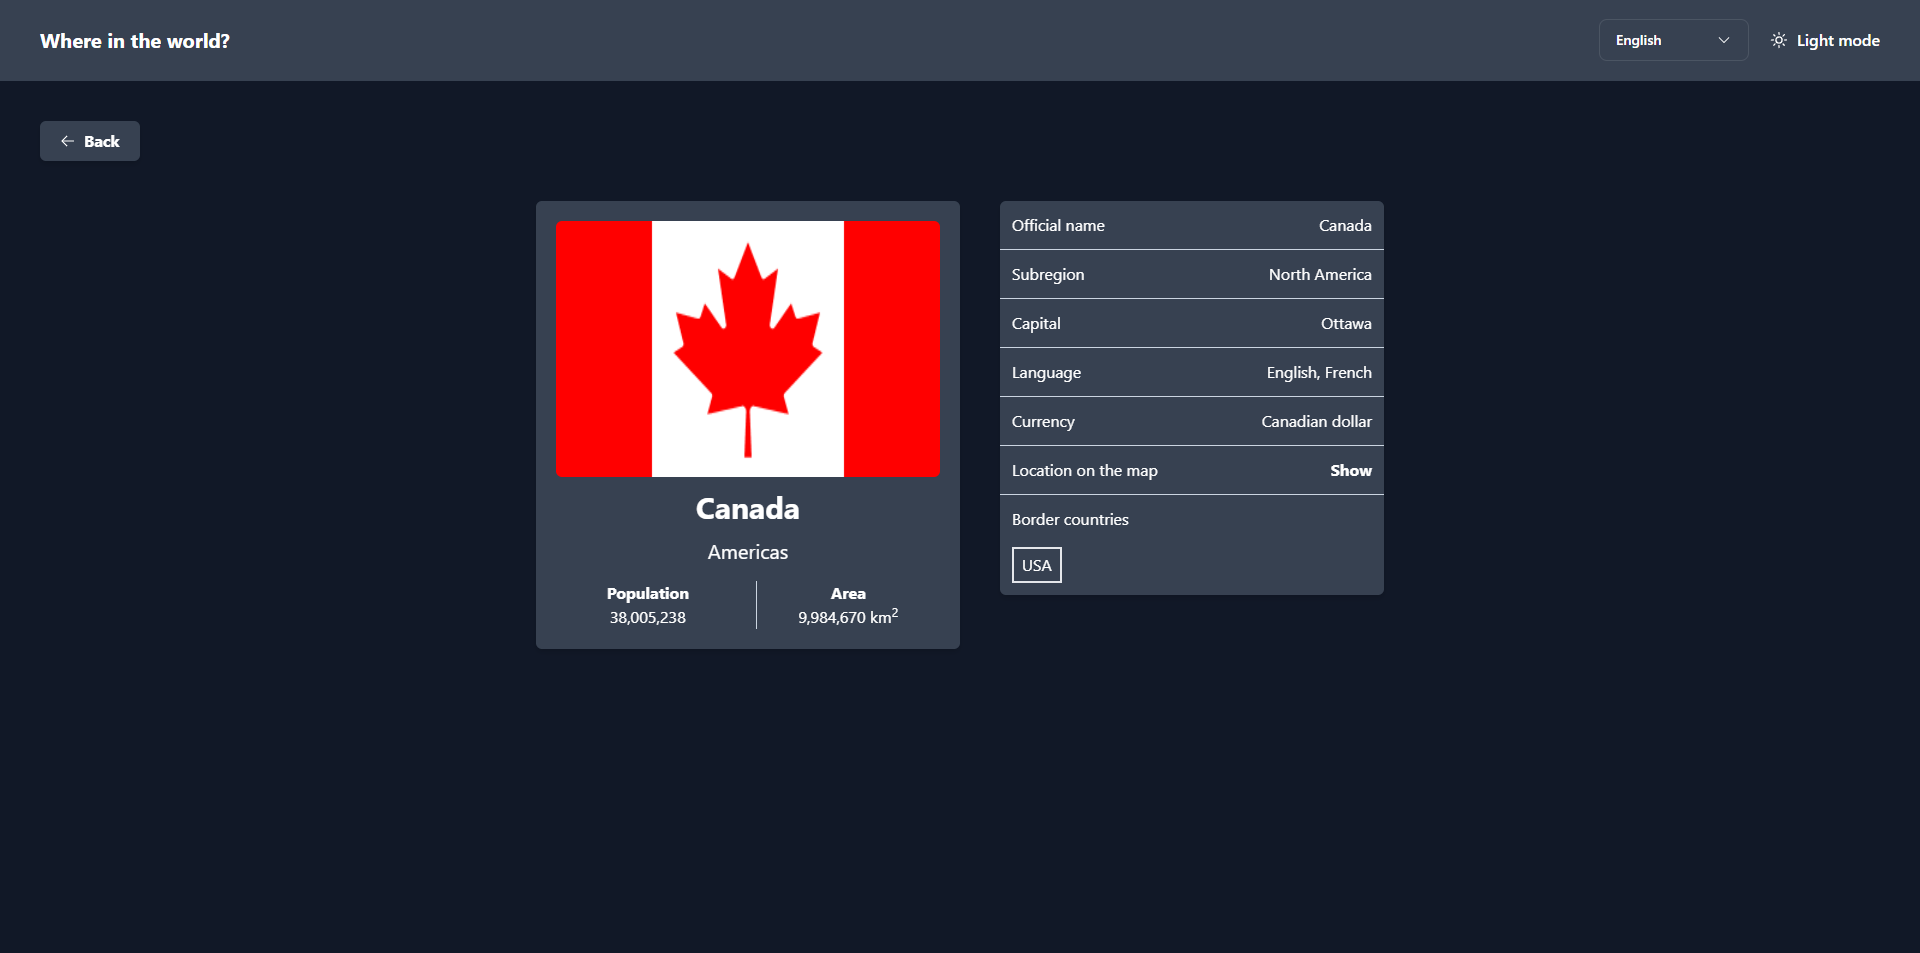 Where in the world?
English
Light mode
Back
Canada
Americas
Population
38,005,238
Area
9,984,670 km²
Official name Canada
Subregion North America
Capital Ottawa
Language English, French
Currency Canadian dollar
Location on the map Show
Border countries
USA